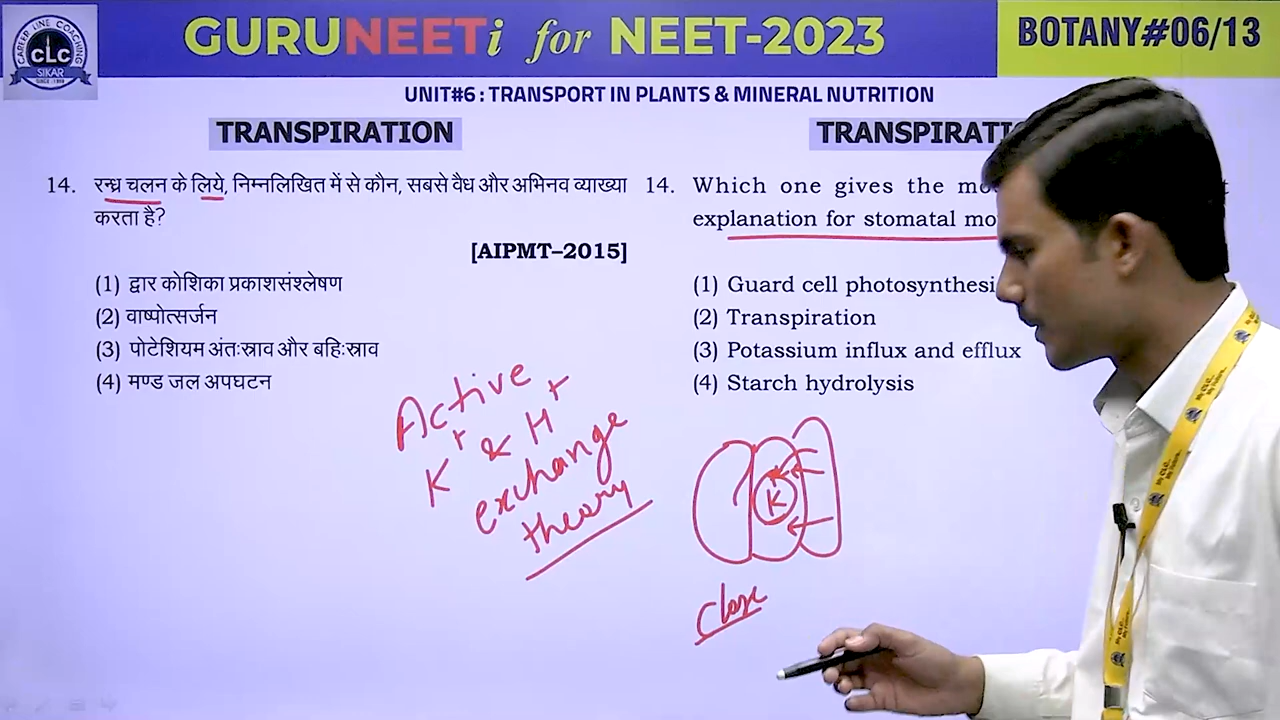 GURUNEETi for NEET-2023
BOTANY#06/13
CAREER LINE COACHING
CLC
SIKAR
SINCE : 1996
UNIT#6 : TRANSPORT IN PLANTS & MINERAL NUTRITION
TRANSPIRATION
14. रन्ध्र चलन के लिये, निम्नलिखित में से कौन, सबसे वैध और अभिनव व्याख्या
करता है?
[AIPMT–2015]
(1) द्वार कोशिका प्रकाशसंश्लेषण
(2) वाष्पोत्सर्जन
(3) पोटेशियम अंतःस्राव और बहिःस्राव
(4) मण्ड जल अपघटन
Active
K+ & H+
exchange
theory
TRANSPIRATI
14. Which one gives the mo
explanation for stomatal mo
(1) Guard cell photosynthesi
(2) Transpiration
(3) Potassium influx and efflux
(4) Starch hydrolysis
K
close